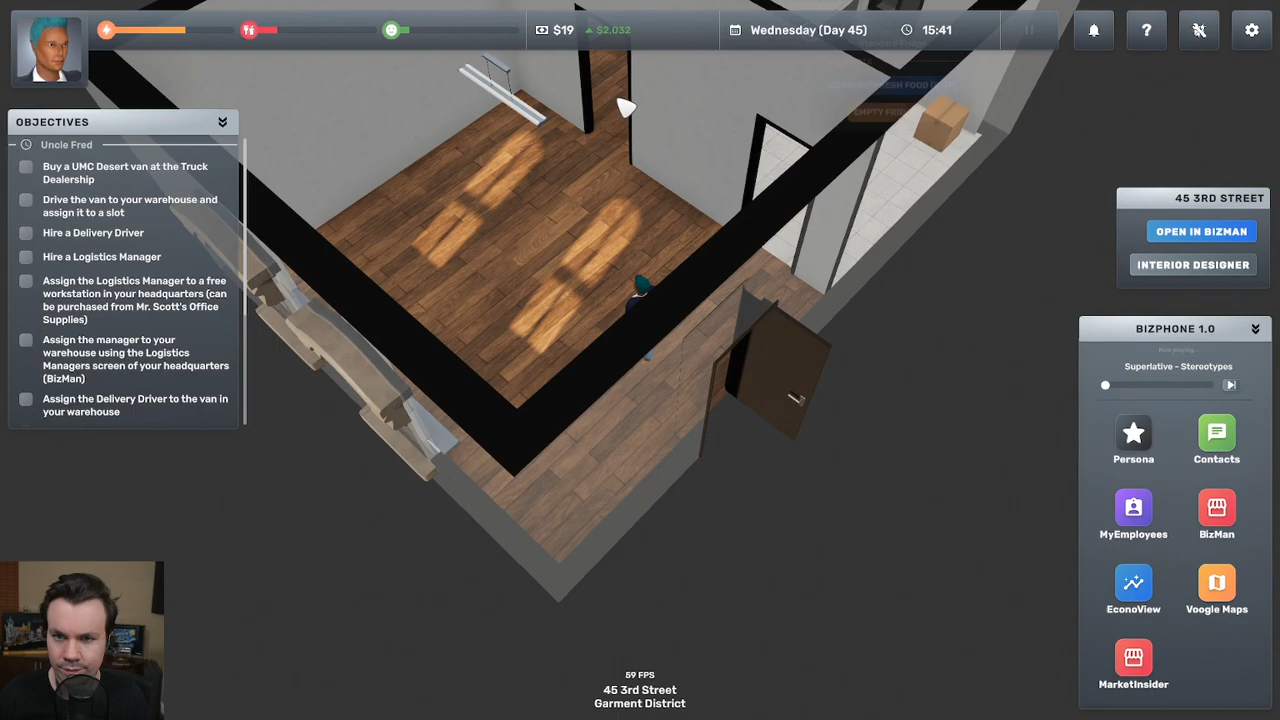 $19
$2,032
Wednesday (Day 45)
15:41
?
OBJECTIVES
Uncle Fred
Buy a UMC Desert van at the Truck
Dealership
Drive the van to your warehouse and
assign it to a slot
Hire a Delivery Driver
Hire a Logistics Manager
Assign the Logistics Manager to a free
workstation in your headquarters (can
be purchased from Mr. Scott's Office
Supplies)
Assign the manager to your
warehouse using the Logistics
Managers screen of your headquarters
(BizMan)
Assign the Delivery Driver to the van in
your warehouse
45 3RD STREET
OPEN IN BIZMAN
INTERIOR DESIGNER
BIZPHONE 1.0
Now playing...
Superlative - Stereotypes
Persona
Contacts
MyEmployees
BizMan
EconoView
Voogle Maps
MarketInsider
59 FPS
45 3rd Street
Garment District